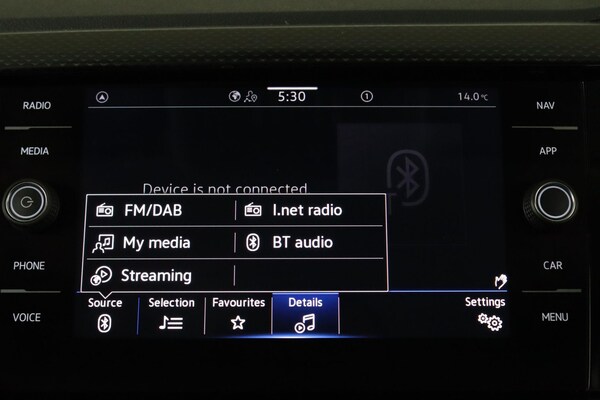 RADIO
MEDIA
PHONE
VOICE
5:30
1
14.0°C
Device is not connected
FM/DAB
I.net radio
My media
BT audio
Streaming
Source
Selection
Favourites
Details
Settings
NAV
APP
CAR
MENU